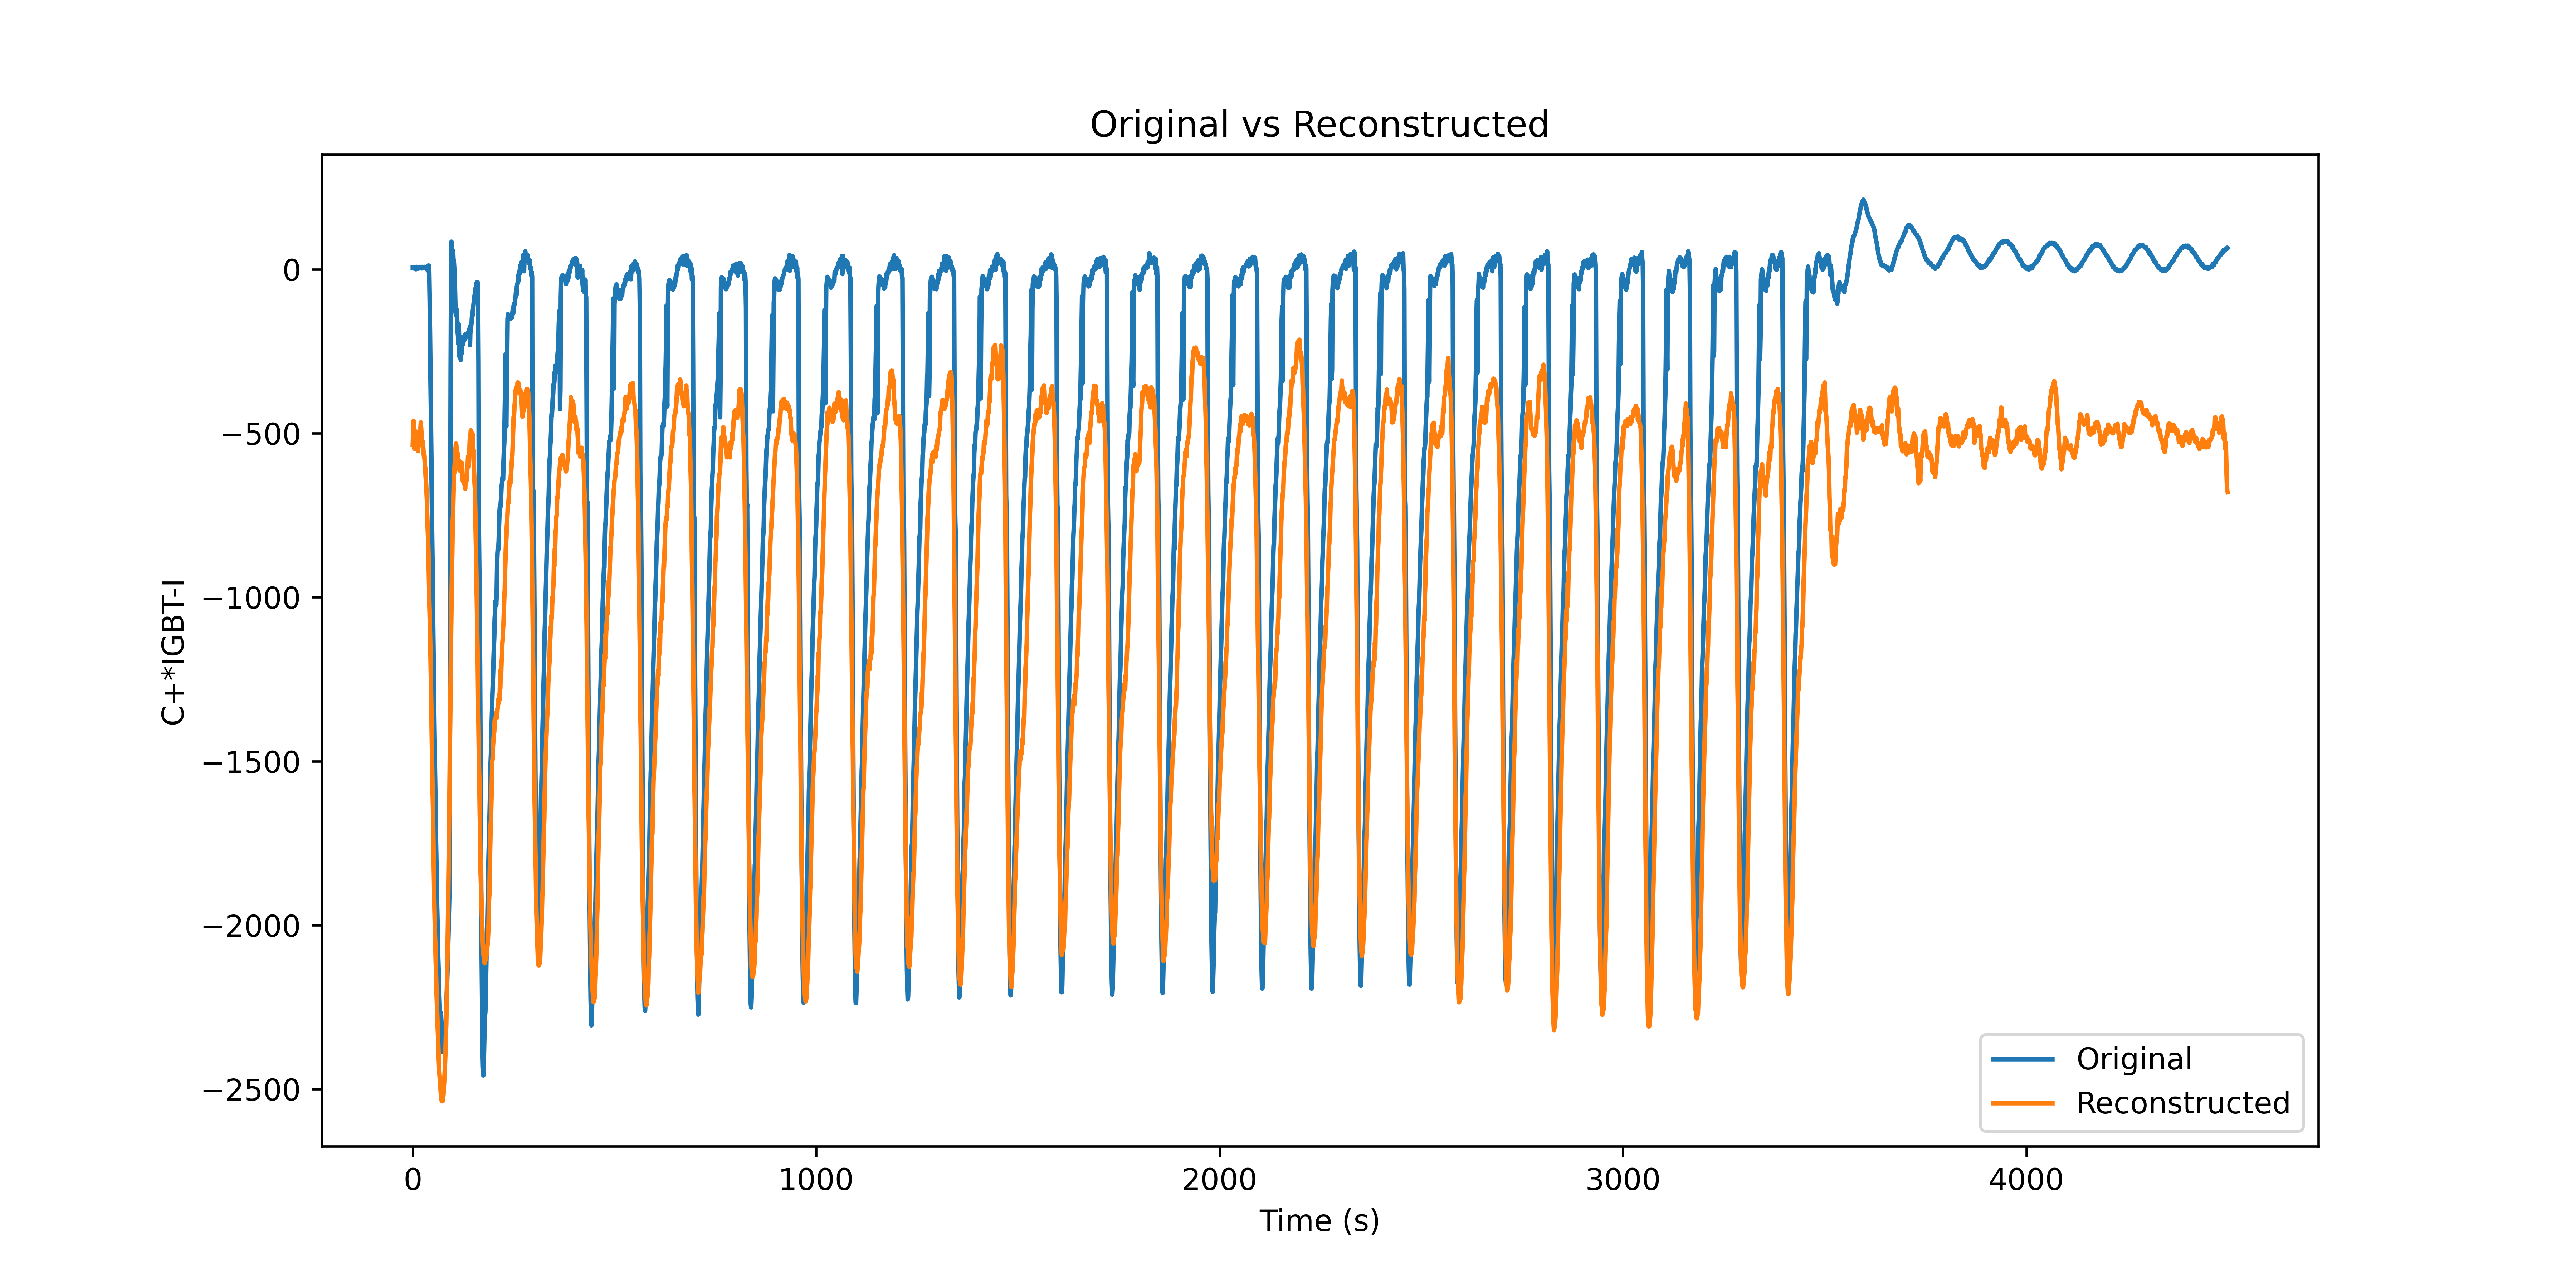 Original vs Reconstructed
C+*IGBT-I
0
−500
−1000
−1500
−2000
−2500
0 1000 2000 3000 4000
Time (s)
Original
Reconstructed